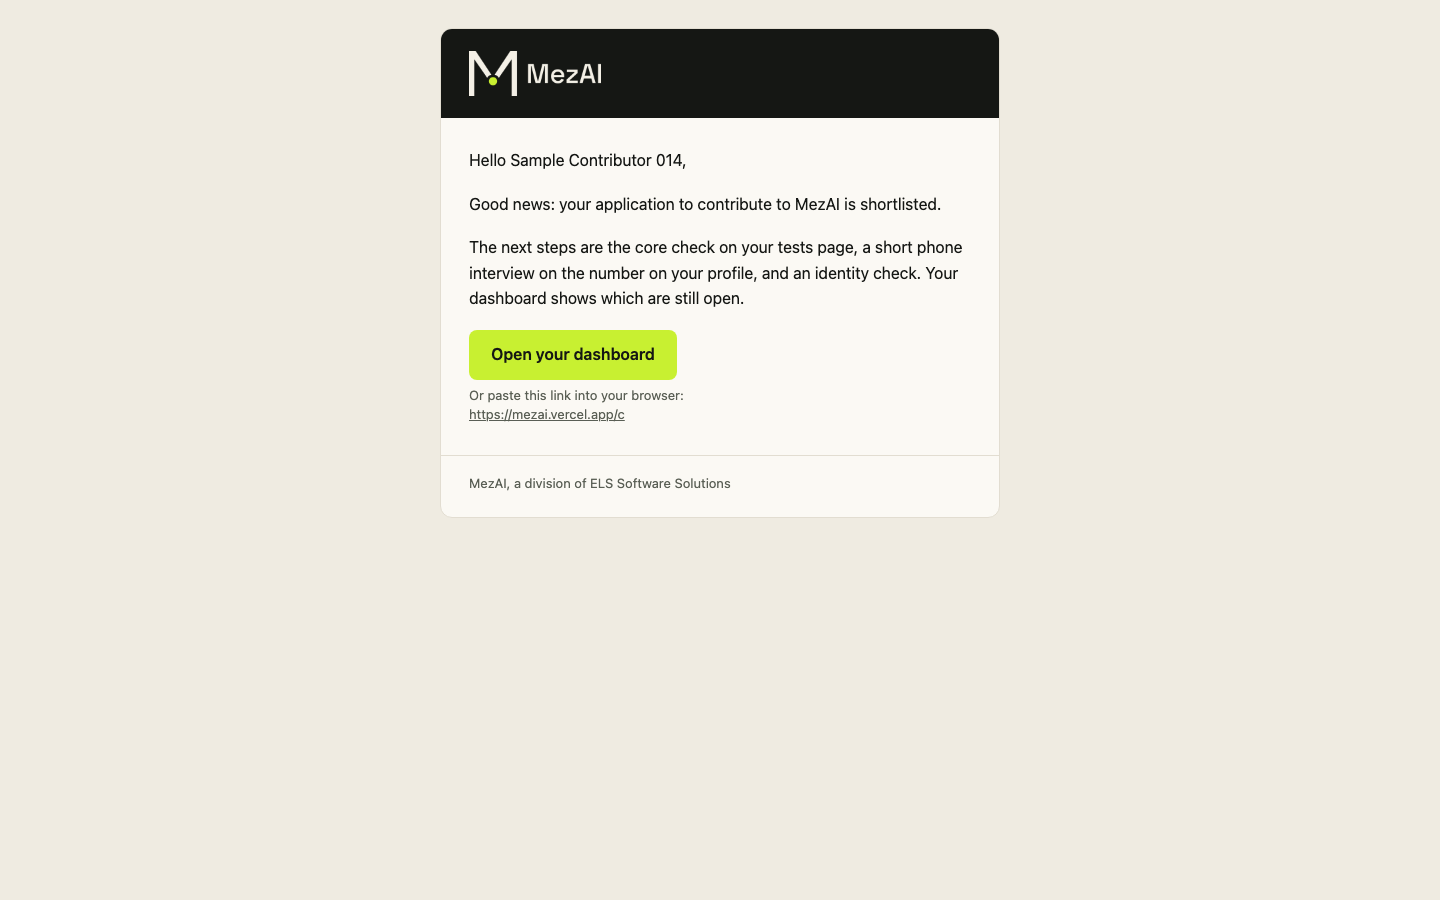 MezAI
Hello Sample Contributor 014,
Good news: your application to contribute to MezAI is shortlisted.
The next steps are the core check on your tests page, a short phone
interview on the number on your profile, and an identity check. Your
dashboard shows which are still open.
Open your dashboard
Or paste this link into your browser:
https://mezai.vercel.app/c
MezAI, a division of ELS Software Solutions